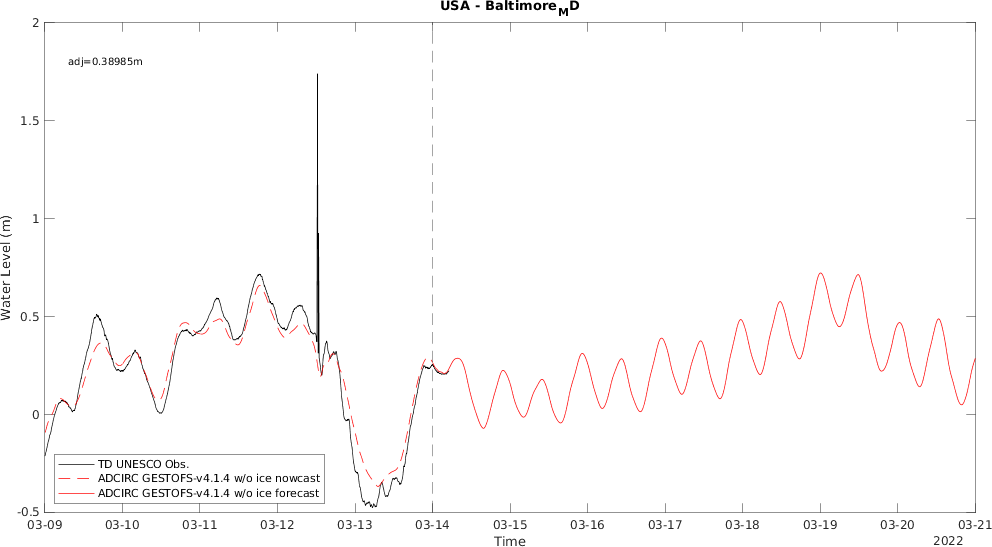 USA - Baltimore_MD
2
adj=0.38985m
1.5
1
Water Level (m)
0.5
0
TD UNESCO Obs.
ADCIRC GESTOFS-v4.1.4 w/o ice nowcast
ADCIRC GESTOFS-v4.1.4 w/o ice forecast
-0.5
03-09 03-10 03-11 03-12 03-13 03-14 03-15 03-16 03-17 03-18 03-19 03-20 03-21
Time
2022